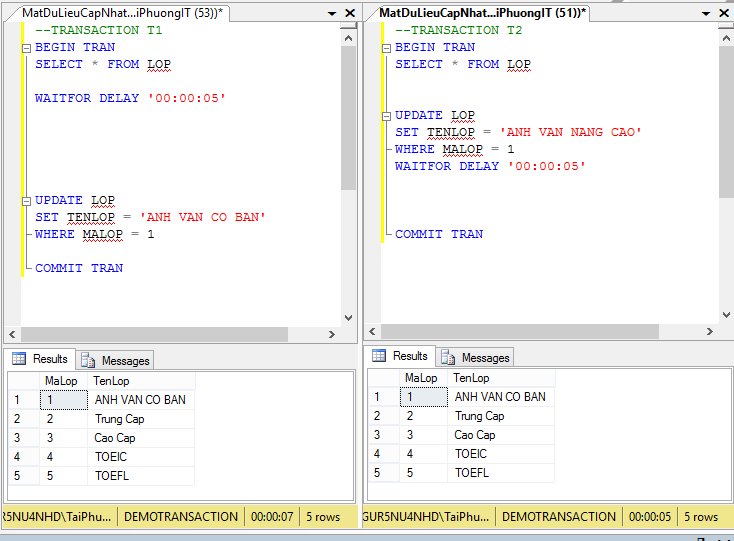 MatDuLieuCapNhat...iPhuongIT (53))*
--TRANSACTION T1
BEGIN TRAN
SELECT * FROM LOP
WAITFOR DELAY '00:00:05'
UPDATE LOP
SET TENLOP = 'ANH VAN CO BAN'
WHERE MALOP = 1
COMMIT TRAN
Results
Messages
MaLop TenLop
1 1 ANH VAN CO BAN
2 2 Trung Cap
3 3 Cao Cap
4 4 TOEIC
5 5 TOEFL
R5NU4NHD\TaiPhu... DEMOTRANSACTION 00:00:07 5 rows
MatDuLieuCapNhat...iPhuongIT (51))*
--TRANSACTION T2
BEGIN TRAN
SELECT * FROM LOP
UPDATE LOP
SET TENLOP = 'ANH VAN NANG CAO'
WHERE MALOP = 1
WAITFOR DELAY '00:00:05'
COMMIT TRAN
Results
Messages
MaLop TenLop
1 1 ANH VAN CO BAN
2 2 Trung Cap
3 3 Cao Cap
4 4 TOEIC
5 5 TOEFL
GUR5NU4NHD\TaiPhu... DEMOTRANSACTION 00:00:05 5 rows